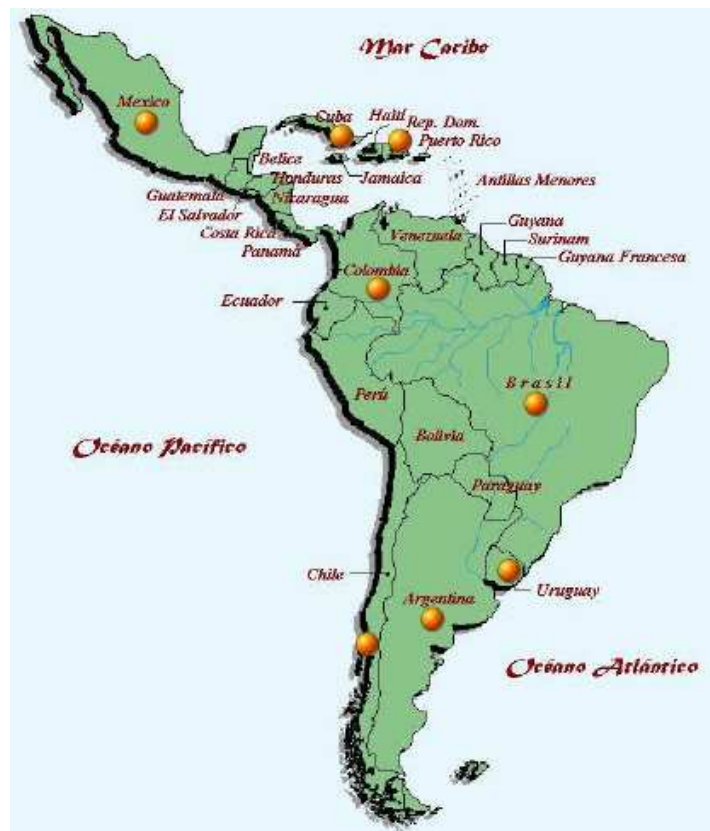 Mar Caribo
Mexico
Cuba
Haití
Rep. Dom.
Puerto Rico
Belice
Honduras
Jamaica
Antillas Menores
Guatemala
Nicaragua
El Salvador
Costa Rica
Panamá
Guyana
Venezuela
Surinam
Guyana Francesa
Colombia
Ecuador
Brasil
Perú
Bolivia
Océano Pacífico
Paraguay
Chile
Uruguay
Argentina
Océano Atlántico